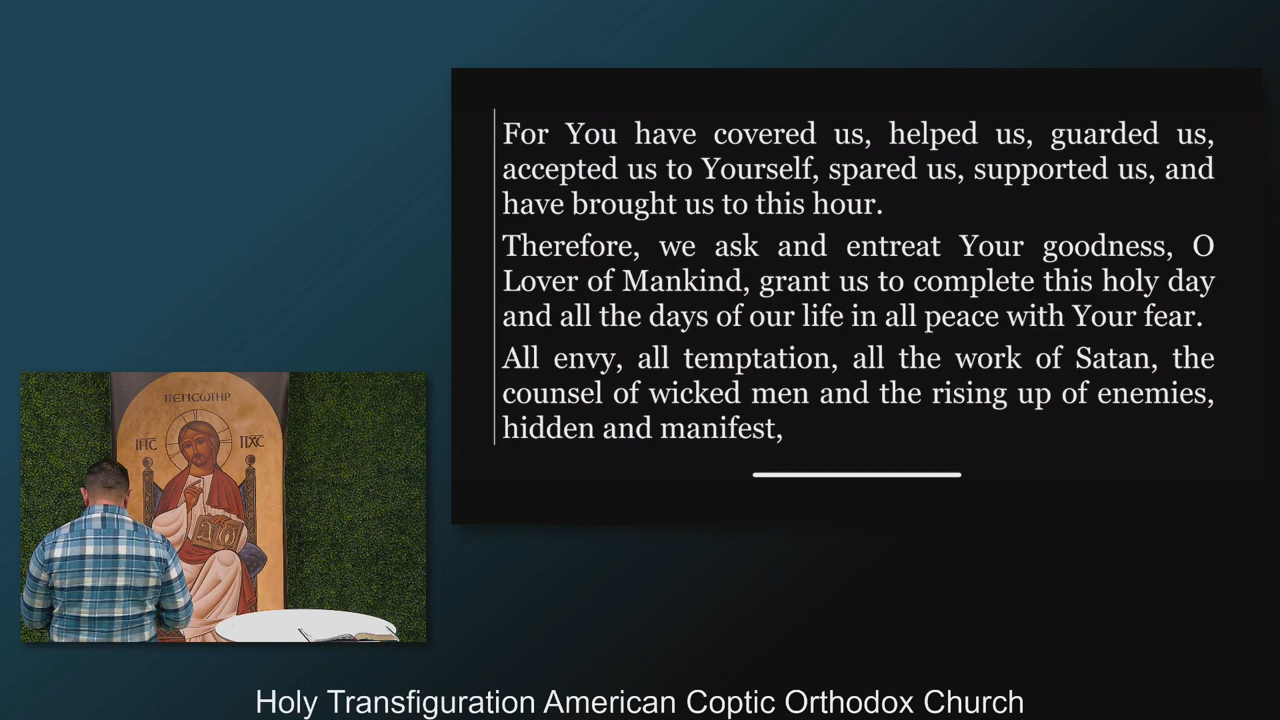 For You have covered us, helped us, guarded us,
accepted us to Yourself, spared us, supported us, and
have brought us to this hour.
Therefore, we ask and entreat Your goodness, O
Lover of Mankind, grant us to complete this holy day
and all the days of our life in all peace with Your fear.
All envy, all temptation, all the work of Satan, the
counsel of wicked men and the rising up of enemies,
hidden and manifest,
ⲠⲈⲚⲤⲰⲦⲎⲢ
ⲒⲎⲤ ⲠⲬⲤ
Ⲁ Ⲱ
Holy Transfiguration American Coptic Orthodox Church